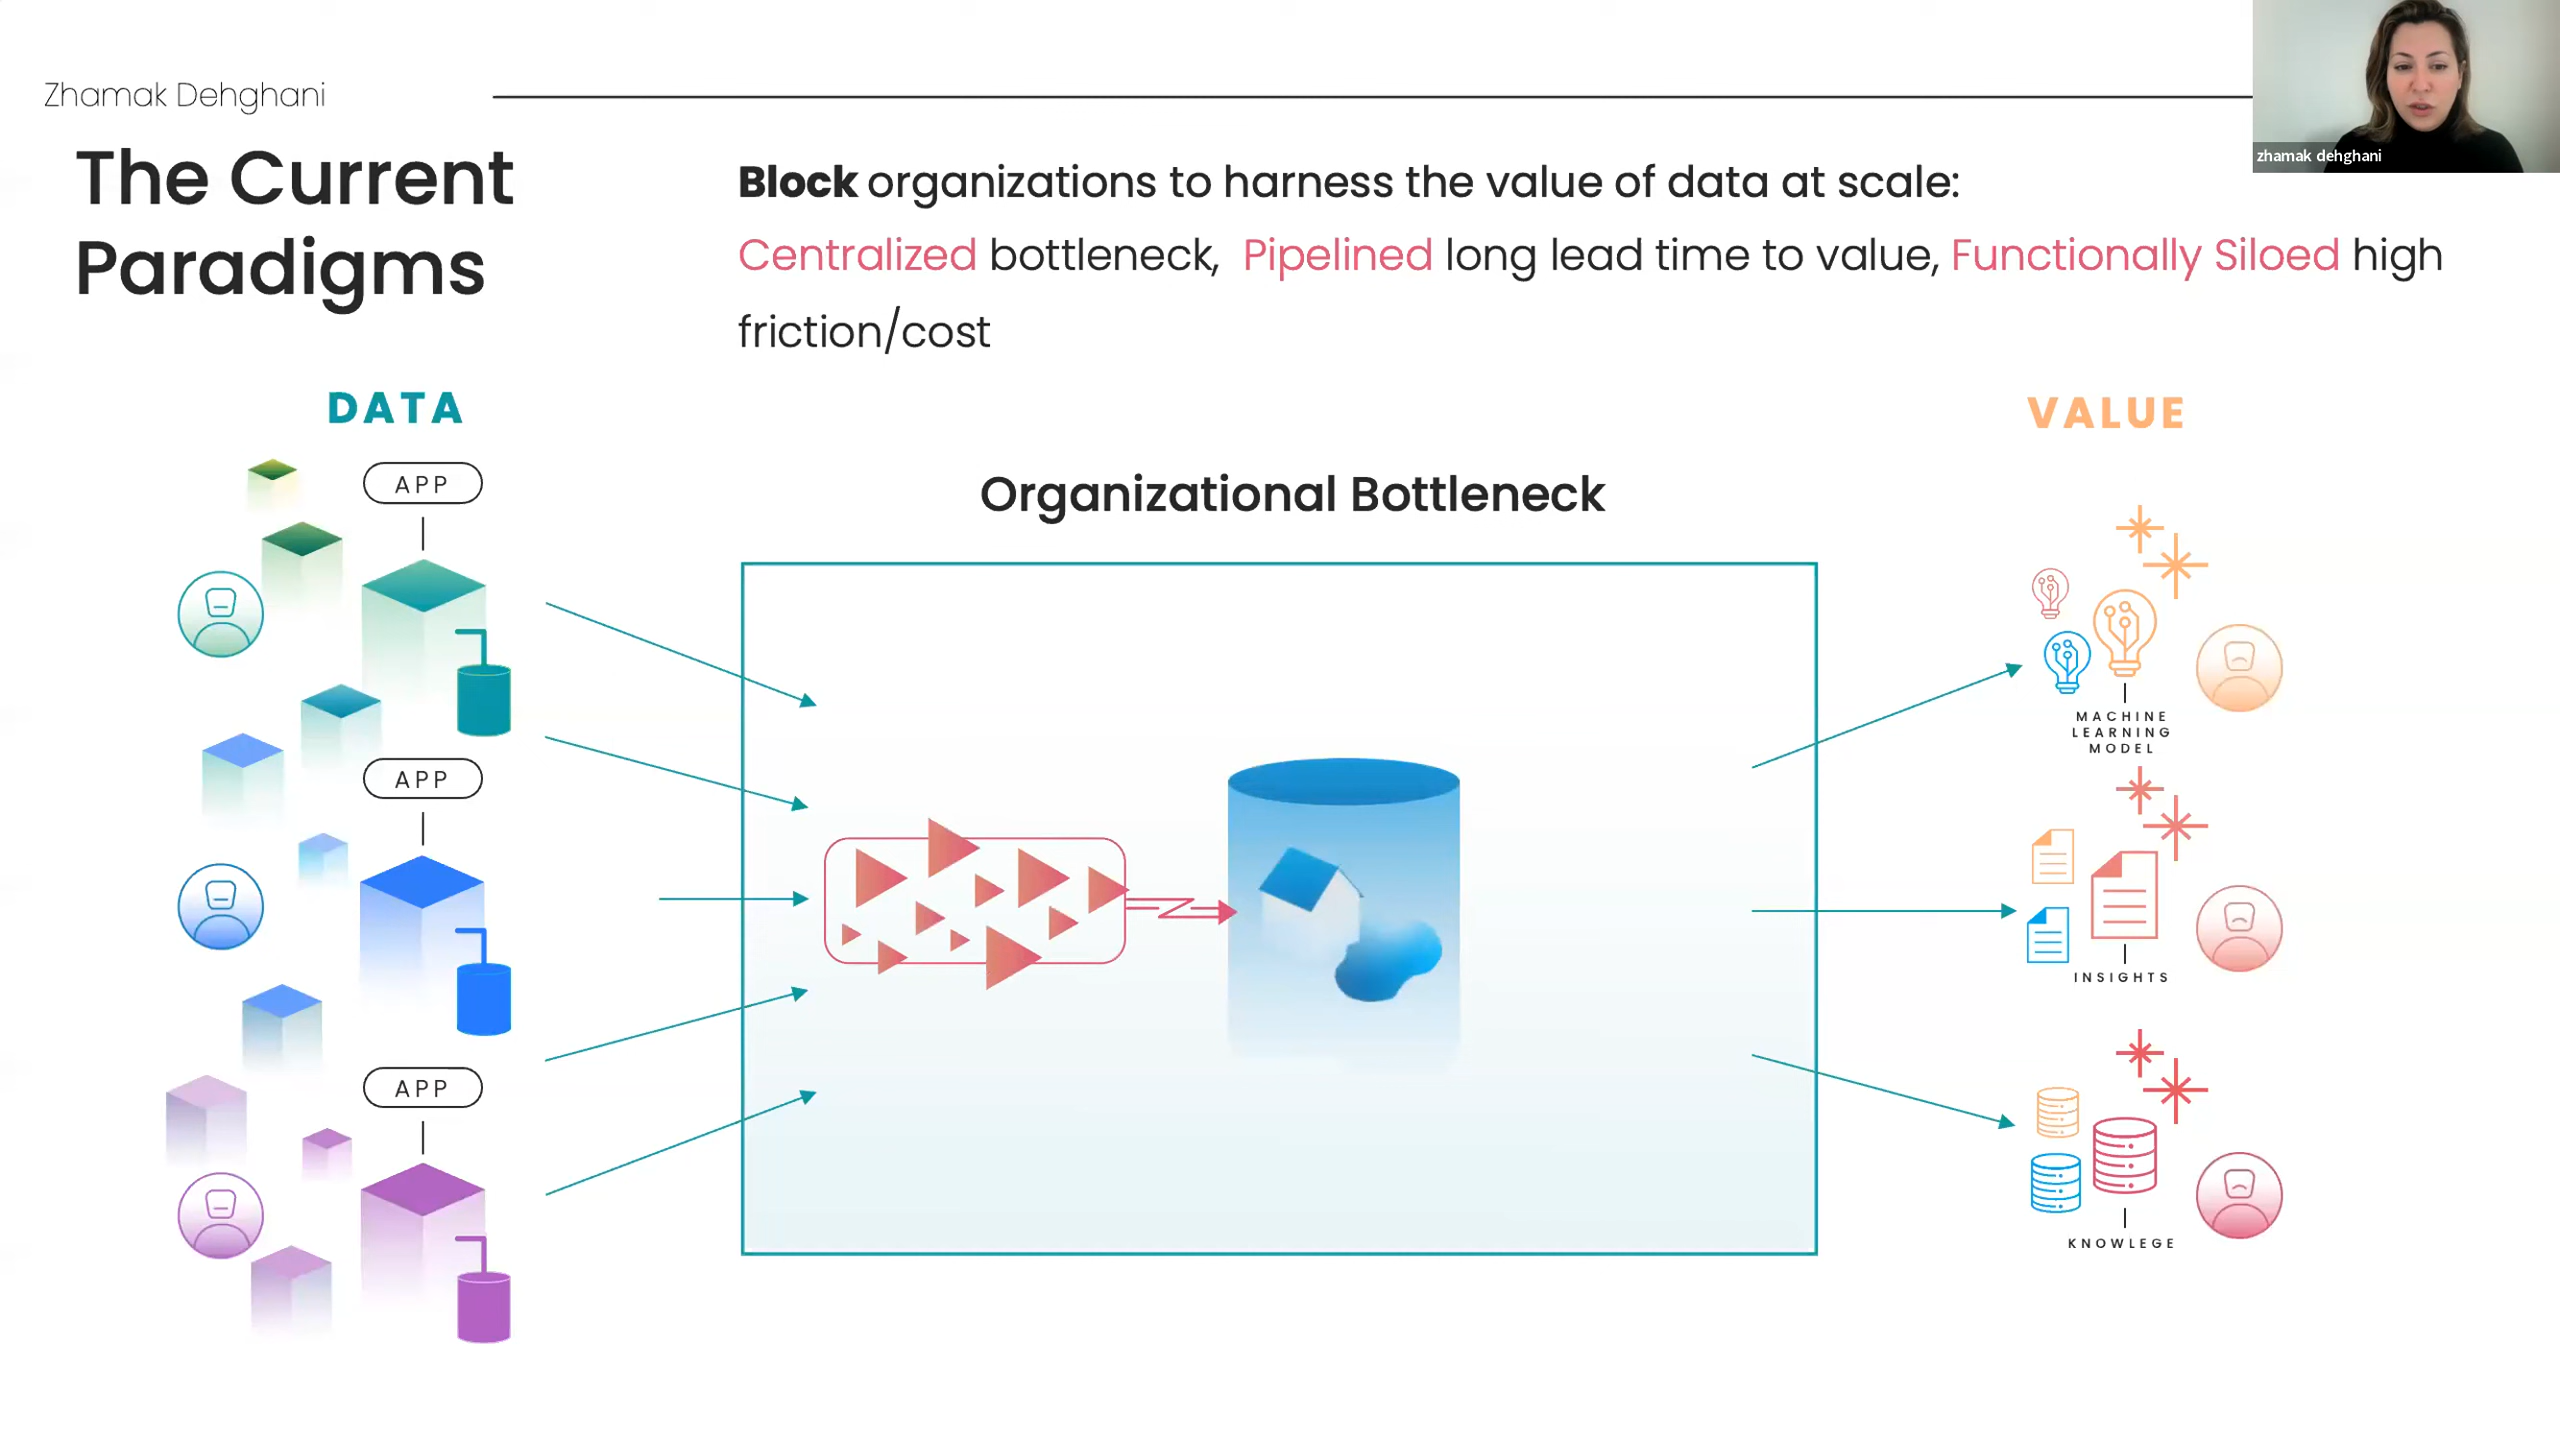 Zhamak Dehghani
The Current
Paradigms
Block organizations to harness the value of data at scale:
Centralized bottleneck, Pipelined long lead time to value, Functionally Siloed high
friction/cost
zhamak dehghani
DATA
VALUE
Organizational Bottleneck
APP
APP
APP
MACHINE
LEARNING
MODEL
INSIGHTS
KNOWLEGE